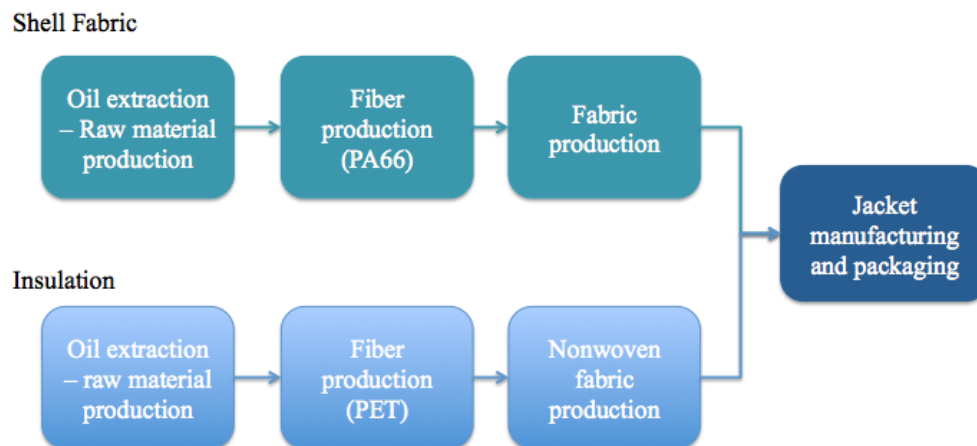 Shell Fabric
Oil extraction
– Raw material
production
Fiber
production
(PA66)
Fabric
production
Jacket
manufacturing
and packaging
Insulation
Oil extraction
– raw material
production
Fiber
production
(PET)
Nonwoven
fabric
production